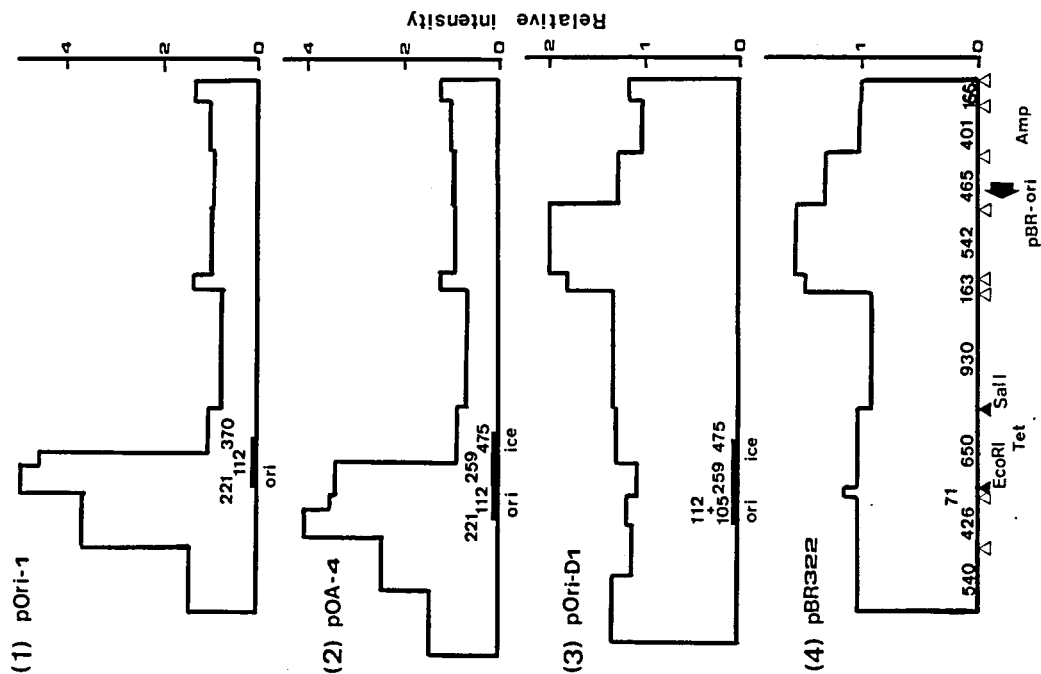 Relative intensity
(1) pOri-1
4
2
0
221 112 370
ori
(2) pOA-4
4
2
0
221 112 259 475
ori ice
(3) pOri-D1
2
1
0
112
+
105 259 475
ori ice
(4) pBR322
1
0
540 426 71 650 930 163 542 465 401 166
EcoRI SalI
Tet pBR-ori Amp